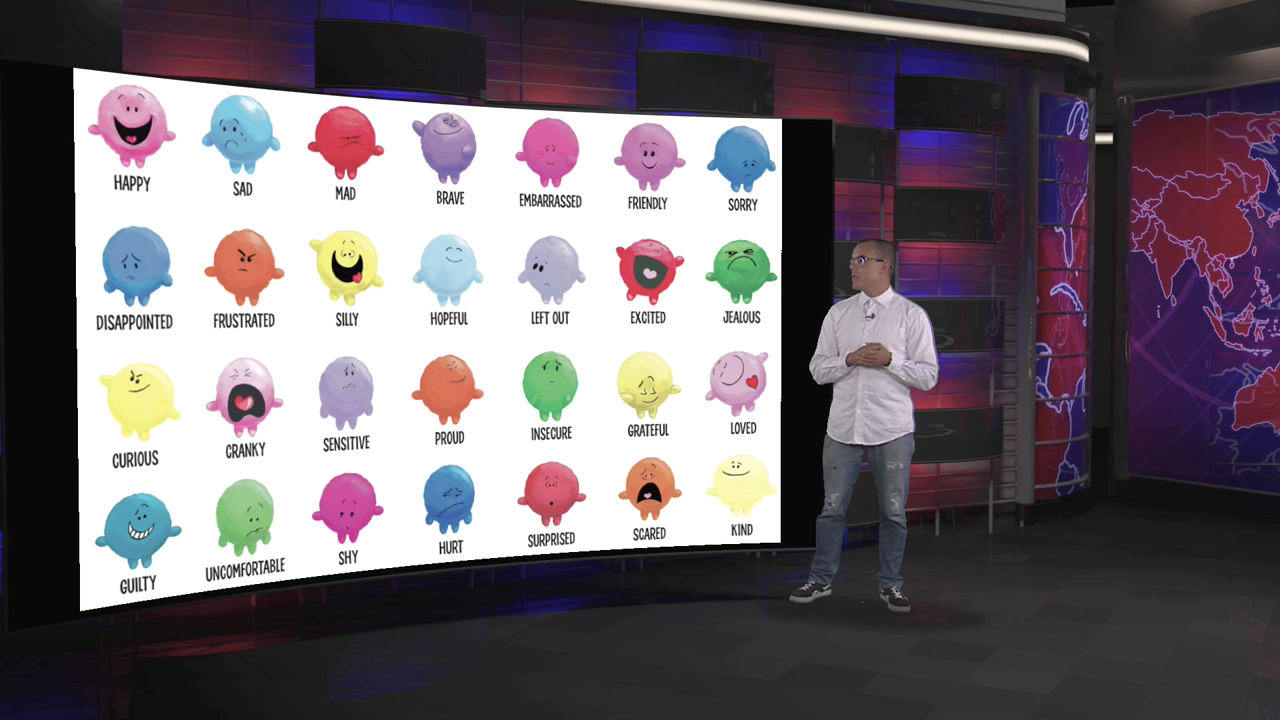 HAPPY
SAD
MAD
BRAVE
EMBARRASSED
FRIENDLY
SORRY
DISAPPOINTED
FRUSTRATED
SILLY
HOPEFUL
LEFT OUT
EXCITED
JEALOUS
CURIOUS
CRANKY
SENSITIVE
PROUD
INSECURE
GRATEFUL
LOVED
GUILTY
UNCOMFORTABLE
SHY
HURT
SURPRISED
SCARED
KIND